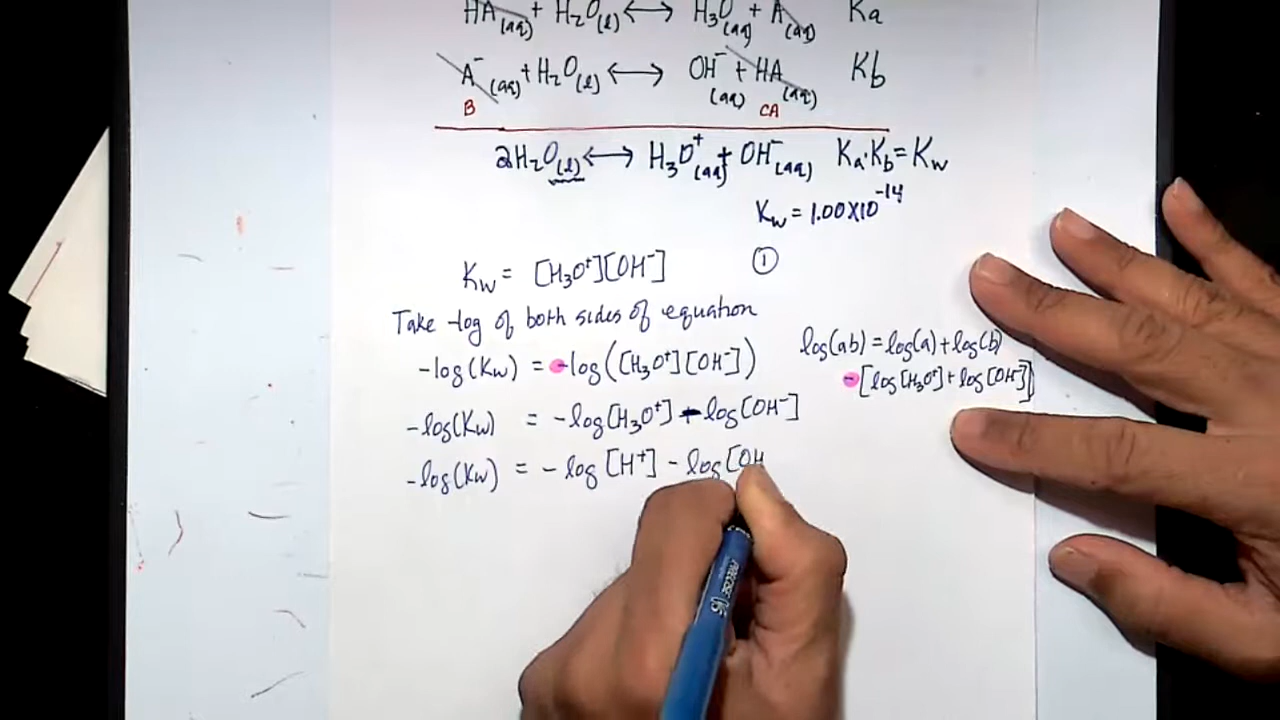 HA(aq) + H₂O(l) ⟷ H₃O(aq) + A(aq) Ka
A⁻(aq) + H₂O(l) ⟷ OH⁻(aq) + HA(aq) Kb
B CA
2H₂O(l) ⟷ H₃O⁺(aq) + OH⁻(aq) Ka·Kb = Kw
Kw = 1.00X10⁻¹⁴
Kw = [H₃O⁺][OH⁻] ①
Take -log of both sides of equation
-log(Kw) = -log([H₃O⁺][OH⁻])
log(ab) = log(a) + log(b)
-[log[H₃O⁺] + log[OH⁻]]
-log(Kw) = -log[H₃O⁺] - log[OH⁻]
-log(Kw) = -log[H⁺] - log[OH
PRECISE V5